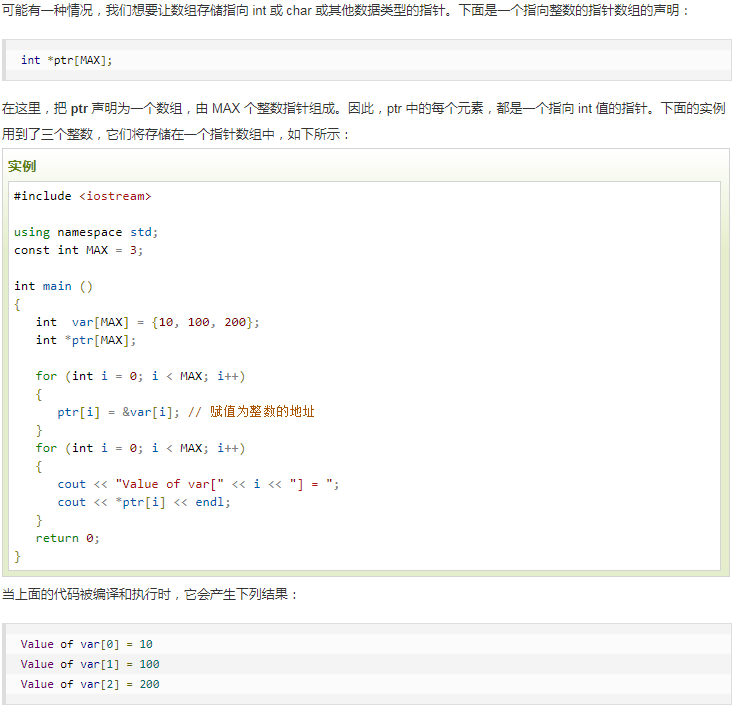 可能有一种情况，我们想要让数组存储指向 int 或 char 或其他数据类型的指针。下面是一个指向整数的指针数组的声明：
int *ptr[MAX];
在这里，把 ptr 声明为一个数组，由 MAX 个整数指针组成。因此，ptr 中的每个元素，都是一个指向 int 值的指针。下面的实例
用到了三个整数，它们将存储在一个指针数组中，如下所示：
实例
#include <iostream>
using namespace std;
const int MAX = 3;
int main ()
{
   int  var[MAX] = {10, 100, 200};
   int *ptr[MAX];
   for (int i = 0; i < MAX; i++)
   {
      ptr[i] = &var[i]; // 赋值为整数的地址
   }
   for (int i = 0; i < MAX; i++)
   {
      cout << "Value of var[" << i << "] = ";
      cout << *ptr[i] << endl;
   }
   return 0;
}
当上面的代码被编译和执行时，它会产生下列结果：
Value of var[0] = 10
Value of var[1] = 100
Value of var[2] = 200